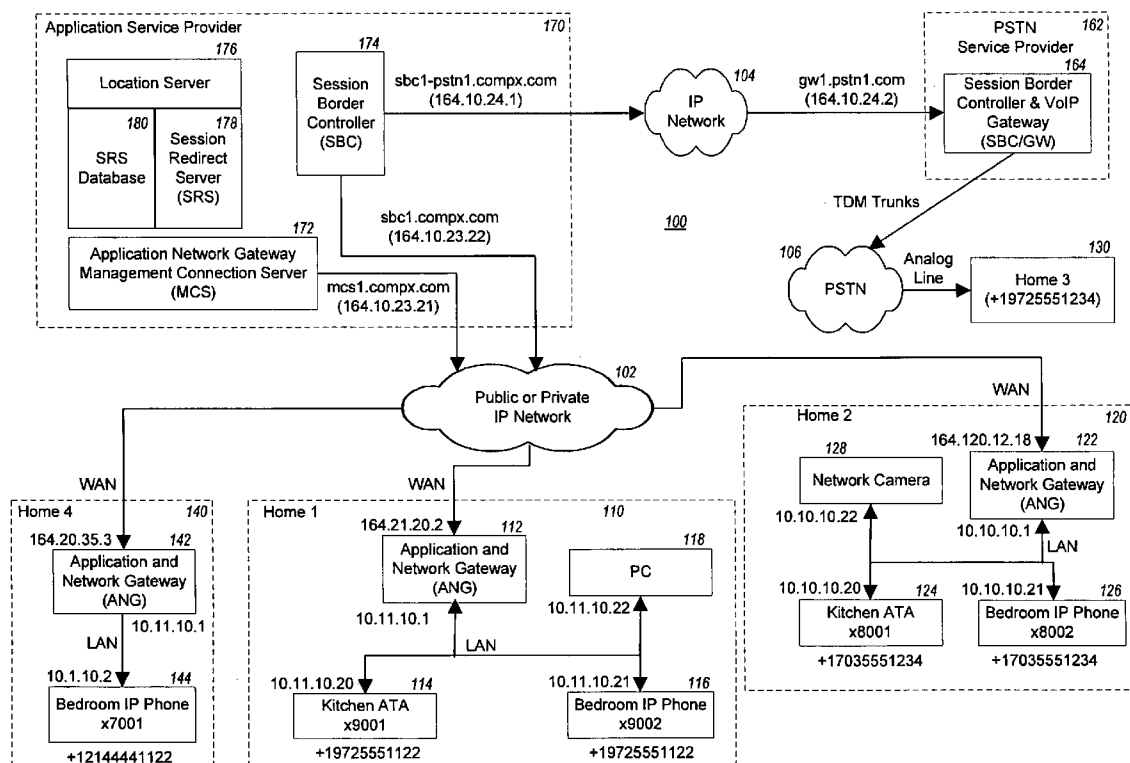 Application Service Provider
170
176
Location Server
180
SRS
Database
178
Session
Redirect
Server
(SRS)
172
Application Network Gateway
Management Connection Server
(MCS)
174
Session
Border
Controller
(SBC)
sbc1-pstn1.compx.com
(164.10.24.1)
sbc1.compx.com
(164.10.23.22)
mcs1.compx.com
(164.10.23.21)
104
IP
Network
gw1.pstn1.com
(164.10.24.2)
162
PSTN
Service Provider
164
Session Border
Controller & VoIP
Gateway
(SBC/GW)
TDM Trunks
100
106
PSTN
Analog
Line
130
Home 3
(+19725551234)
102
Public or Private
IP Network
WAN
WAN
WAN
Home 4
140
164.20.35.3
142
Application and
Network Gateway
(ANG)
10.11.10.1
LAN
10.1.10.2
144
Bedroom IP Phone
x7001
+12144441122
Home 1
110
164.21.20.2
112
Application and
Network Gateway
(ANG)
10.11.10.1
118
PC
10.11.10.22
LAN
10.11.10.20
114
Kitchen ATA
x9001
+19725551122
10.11.10.21
116
Bedroom IP Phone
x9002
+19725551122
Home 2
120
164.120.12.18
122
Application and
Network Gateway
(ANG)
10.10.10.1
128
Network Camera
10.10.10.22
LAN
10.10.10.20
124
Kitchen ATA
x8001
+17035551234
10.10.10.21
126
Bedroom IP Phone
x8002
+17035551234